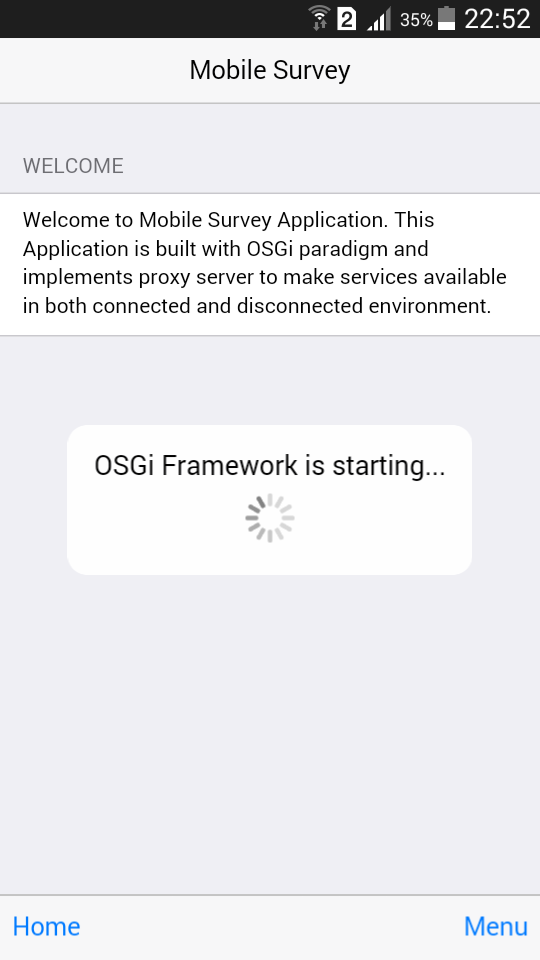 2 35% 22:52
Mobile Survey
WELCOME
Welcome to Mobile Survey Application. This
Application is built with OSGi paradigm and
implements proxy server to make services available
in both connected and disconnected environment.
OSGi Framework is starting...
Home Menu